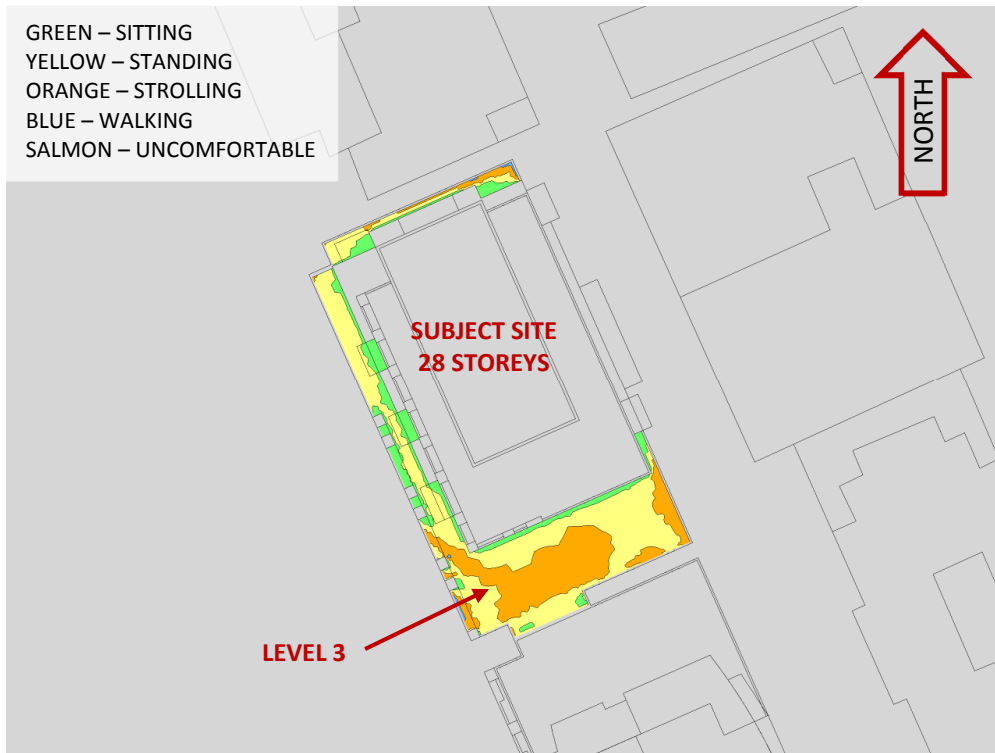 GREEN – SITTING
YELLOW – STANDING
ORANGE – STROLLING
BLUE – WALKING
SALMON – UNCOMFORTABLE
NORTH
SUBJECT SITE
28 STOREYS
LEVEL 3